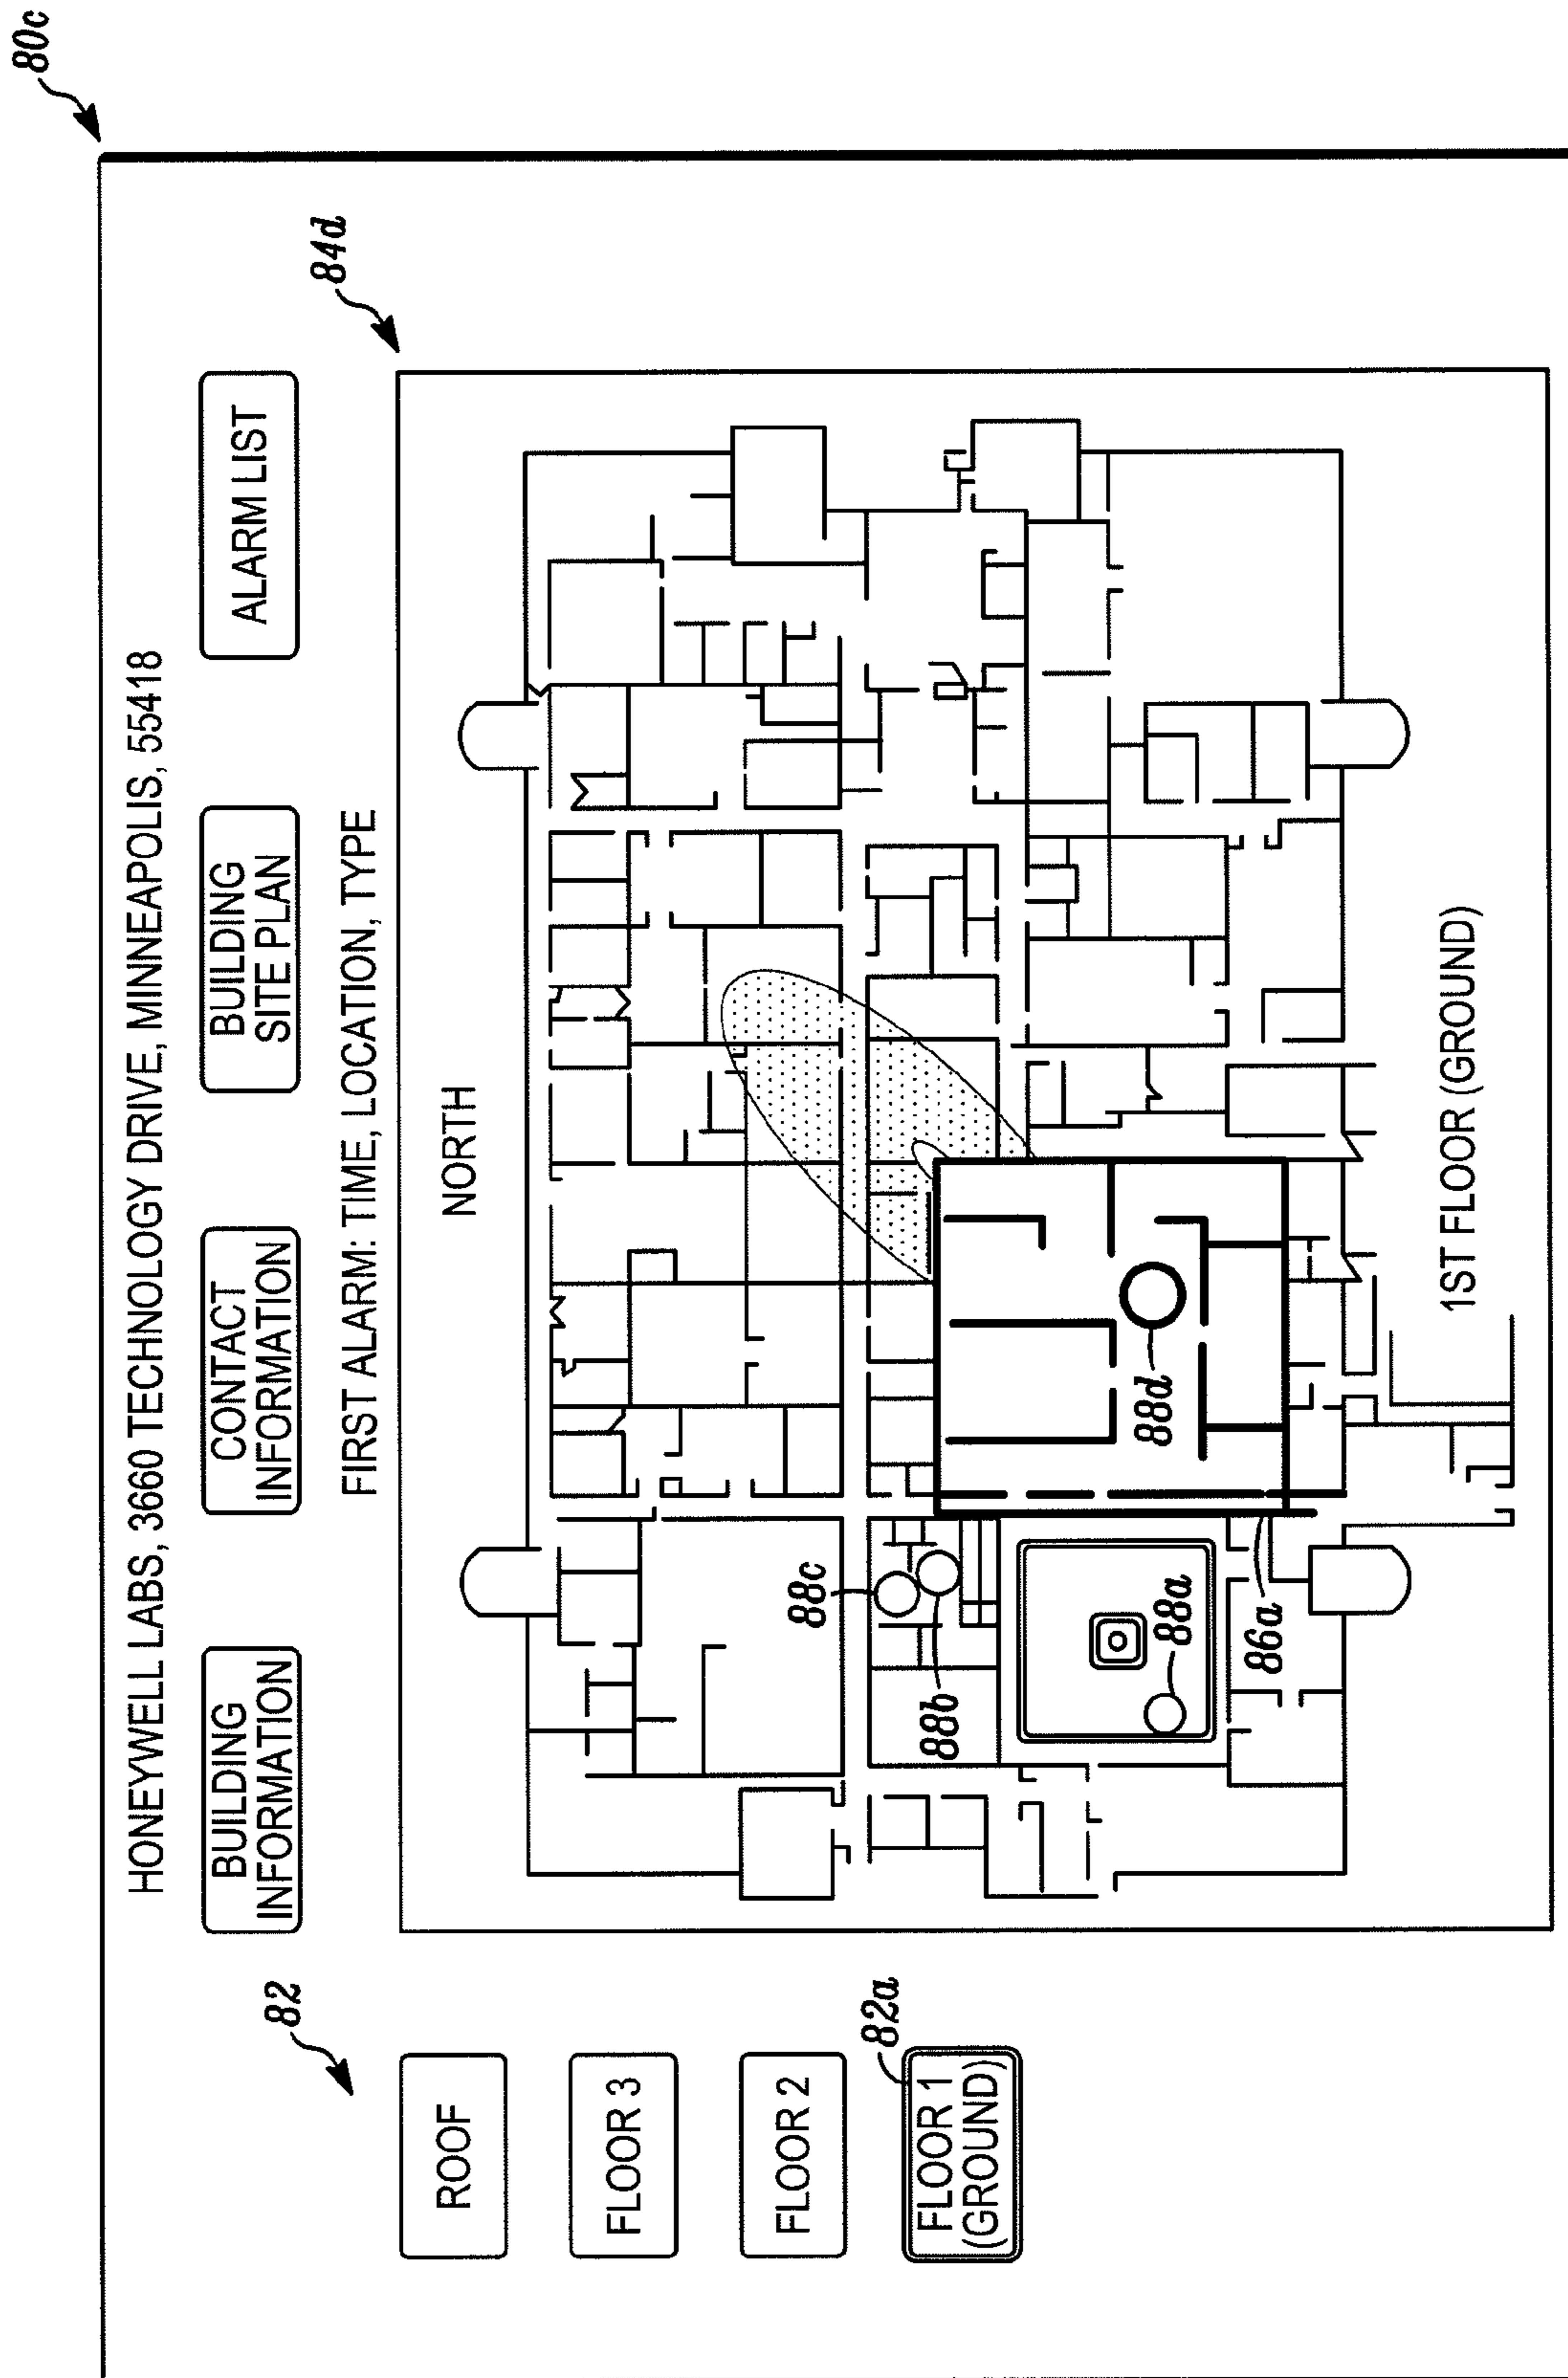 80c
HONEYWELL LABS, 3660 TECHNOLOGY DRIVE, MINNEAPOLIS, 55418
BUILDING
INFORMATION
CONTACT
INFORMATION
BUILDING
SITE PLAN
ALARM LIST
82
FIRST ALARM: TIME, LOCATION, TYPE
84d
ROOF
FLOOR 3
FLOOR 2
82a
FLOOR 1
(GROUND)
NORTH
88c
88b
88d
88a
86a
1ST FLOOR (GROUND)